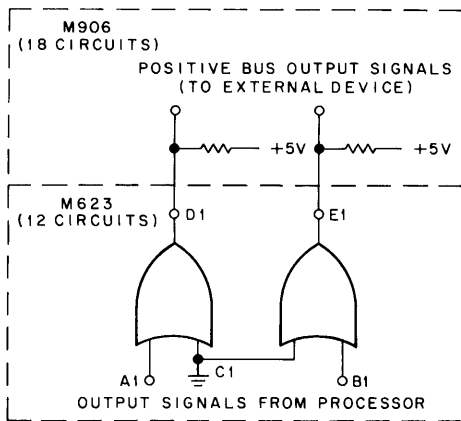 M906
(18 CIRCUITS)
POSITIVE BUS OUTPUT SIGNALS
(TO EXTERNAL DEVICE)
+5V
+5V
M623
(12 CIRCUITS)
D1
E1
A1
C1
B1
OUTPUT SIGNALS FROM PROCESSOR